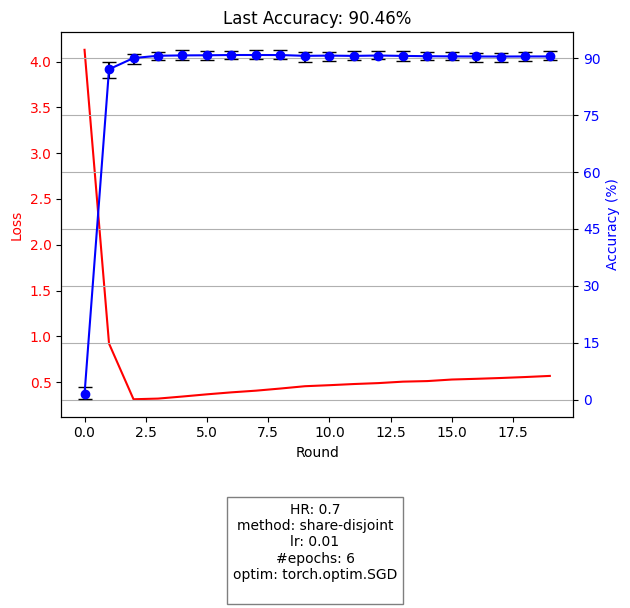 Last Accuracy: 90.46%
4.0
3.5
3.0
2.5
2.0
1.5
1.0
0.5
Loss
90
75
60
45
30
15
0
Accuracy (%)
0.0 2.5 5.0 7.5 10.0 12.5 15.0 17.5
Round
HR: 0.7
method: share-disjoint
lr: 0.01
#epochs: 6
optim: torch.optim.SGD